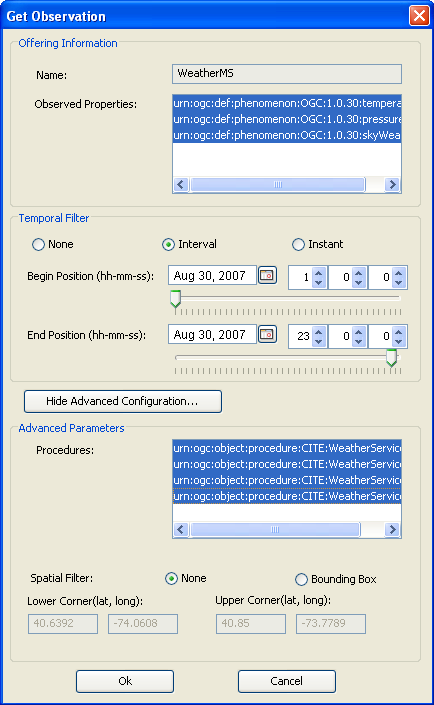 Get Observation
Offering Information
Name: WeatherMS
Observed Properties: urn:ogc:def:phenomenon:OGC:1.0.30:tempera
urn:ogc:def:phenomenon:OGC:1.0.30:pressure
urn:ogc:def:phenomenon:OGC:1.0.30:skyWea
Temporal Filter
None Interval Instant
Begin Position (hh-mm-ss): Aug 30, 2007 1 0 0
End Position (hh-mm-ss): Aug 30, 2007 23 0 0
Hide Advanced Configuration...
Advanced Parameters
Procedures: urn:ogc:object:procedure:CITE:WeatherService
urn:ogc:object:procedure:CITE:WeatherService
urn:ogc:object:procedure:CITE:WeatherService
urn:ogc:object:procedure:CITE:WeatherService
Spatial Filter: None Bounding Box
Lower Corner(lat, long): Upper Corner(lat, long):
40.6392 -74.0608 40.85 -73.7789
Ok Cancel